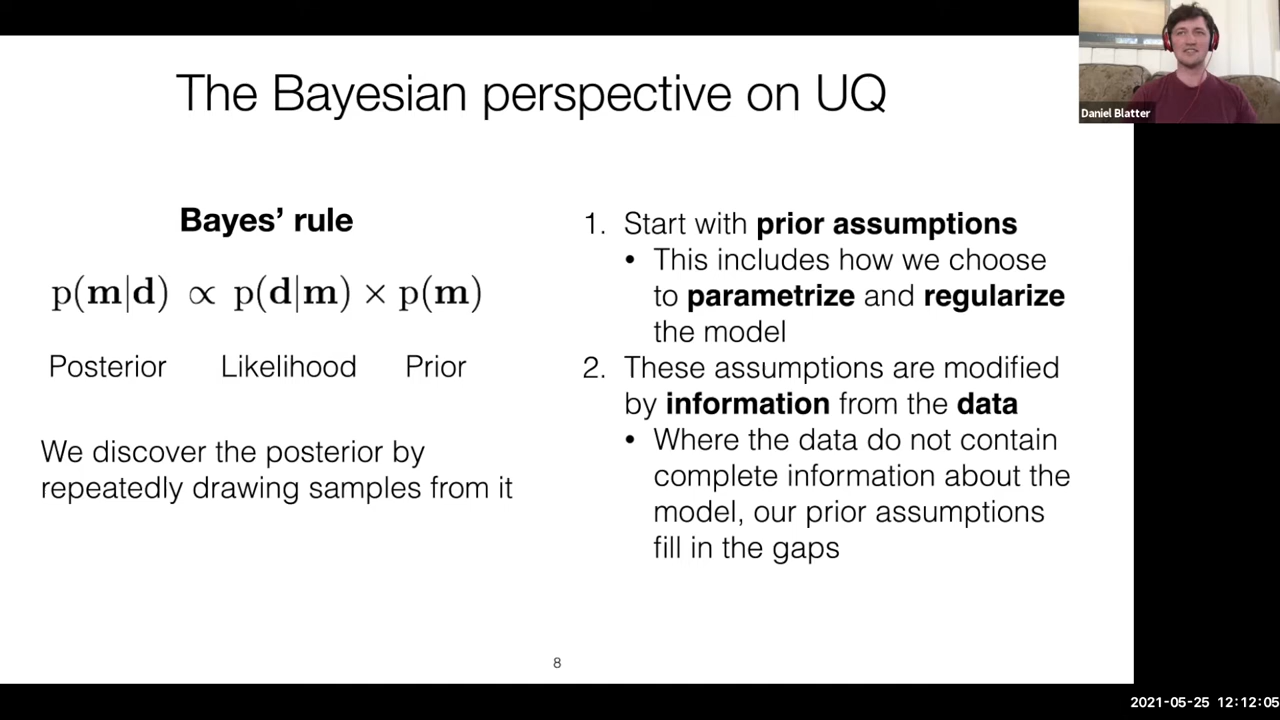 The Bayesian perspective on UQ
Daniel Blatter
Bayes’ rule
p(m|d) ∝ p(d|m) × p(m)
Posterior Likelihood Prior
We discover the posterior by
repeatedly drawing samples from it
1. Start with prior assumptions
• This includes how we choose
to parametrize and regularize
the model
2. These assumptions are modified
by information from the data
• Where the data do not contain
complete information about the
model, our prior assumptions
fill in the gaps
8
2021-05-25 12:12:05